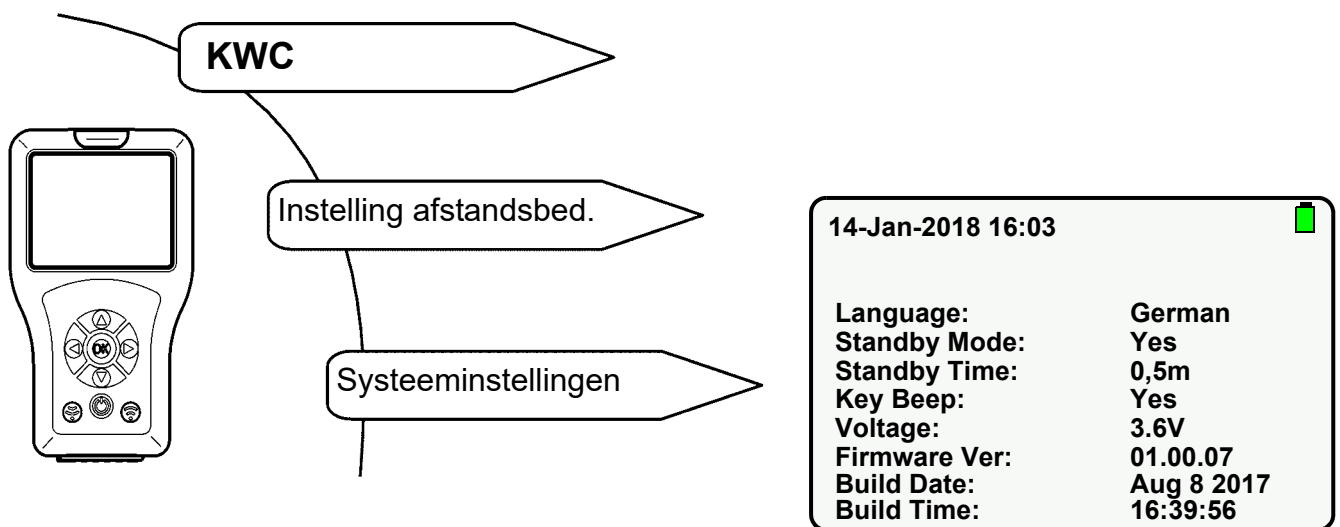 KWC
Instelling afstandsbed.
Systeeminstellingen
OK
14-Jan-2018 16:03
Language: German
Standby Mode: Yes
Standby Time: 0,5m
Key Beep: Yes
Voltage: 3.6V
Firmware Ver: 01.00.07
Build Date: Aug 8 2017
Build Time: 16:39:56